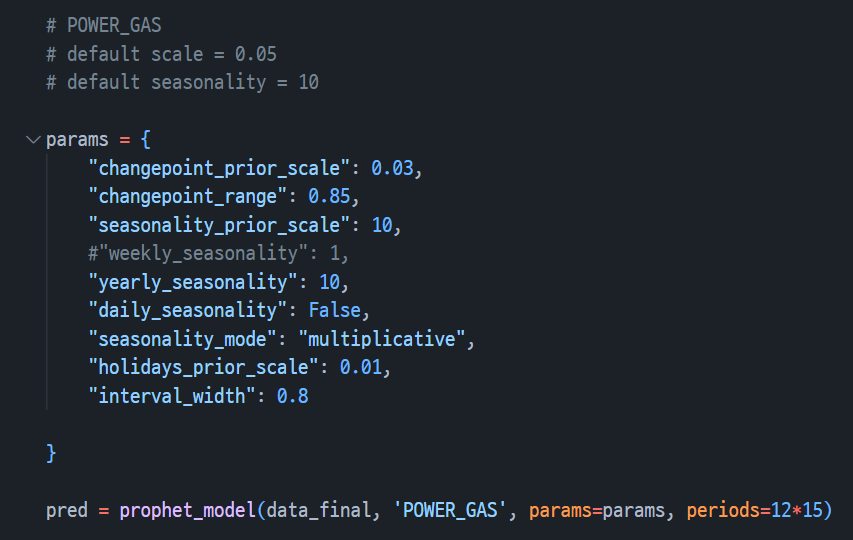 # POWER_GAS
# default scale = 0.05
# default seasonality = 10
params = {
"changepoint_prior_scale": 0.03,
"changepoint_range": 0.85,
"seasonality_prior_scale": 10,
#"weekly_seasonality": 1,
"yearly_seasonality": 10,
"daily_seasonality": False,
"seasonality_mode": "multiplicative",
"holidays_prior_scale": 0.01,
"interval_width": 0.8
}
pred = prophet_model(data_final, 'POWER_GAS', params=params, periods=12*15)